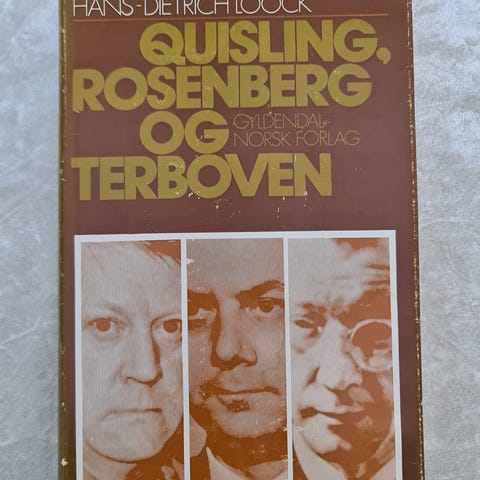 HANS-DIETRICH LOOCK
QUISLING,
ROSENBERG
OG
GYLDENDAL
NORSK FORLAG
TERBOVEN